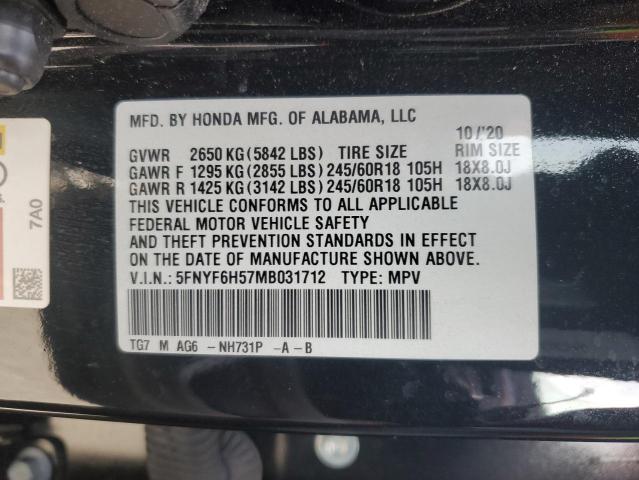 MFD. BY HONDA MFG. OF ALABAMA, LLC
10/'20
GVWR 2650 KG (5842 LBS) TIRE SIZE RIM SIZE
GAWR F 1295 KG (2855 LBS) 245/60R18 105H 18X8.0J
GAWR R 1425 KG (3142 LBS) 245/60R18 105H 18X8.0J
THIS VEHICLE CONFORMS TO ALL APPLICABLE
FEDERAL MOTOR VEHICLE SAFETY
AND THEFT PREVENTION STANDARDS IN EFFECT
ON THE DATE OF MANUFACTURE SHOWN ABOVE.
V.I.N.: 5FNYF6H57MB031712 TYPE: MPV
TG7 M AG6 -NH731P -A -B
7A0